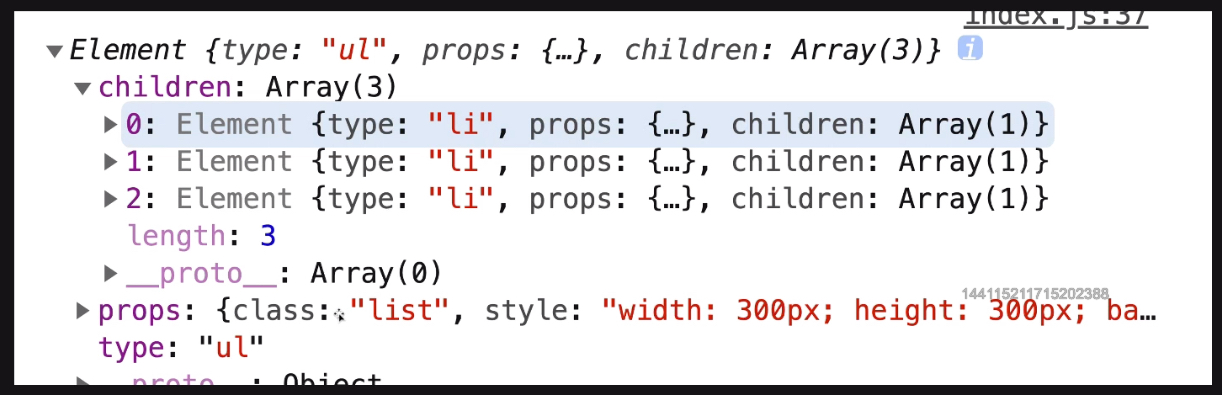 index.js:37
▼Element {type: "ul", props: {…}, children: Array(3)} i
▼children: Array(3)
▶0: Element {type: "li", props: {…}, children: Array(1)}
▶1: Element {type: "li", props: {…}, children: Array(1)}
▶2: Element {type: "li", props: {…}, children: Array(1)}
length: 3
▶__proto__: Array(0)
144115211715202388
▶props: {class: "list", style: "width: 300px; height: 300px; ba…
type: "ul"
▶__proto__: Object